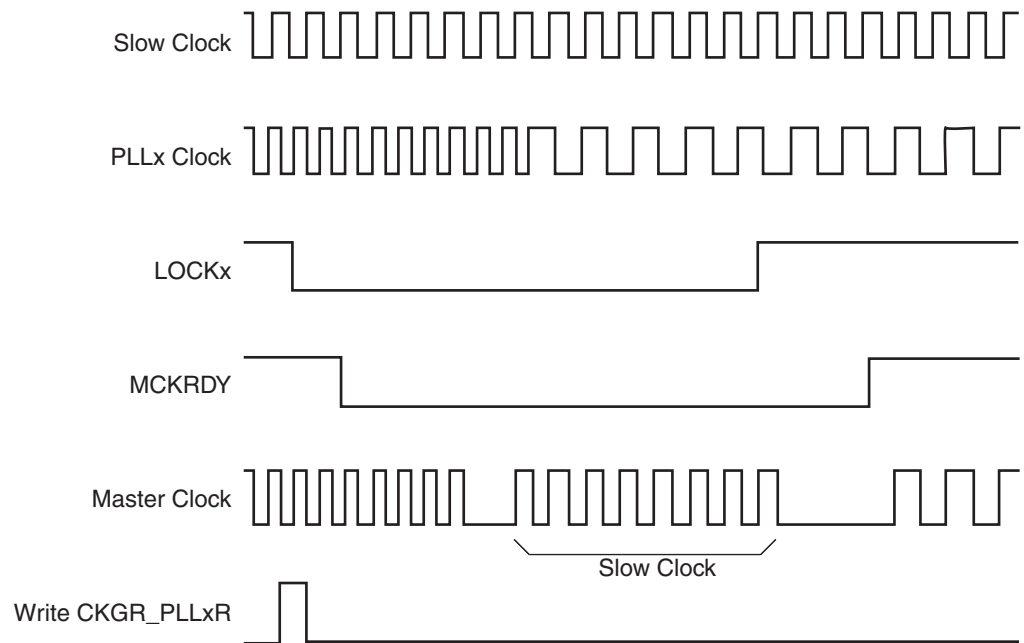 Slow Clock
PLLx Clock
LOCKx
MCKRDY
Master Clock
Slow Clock
Write CKGR_PLLxR